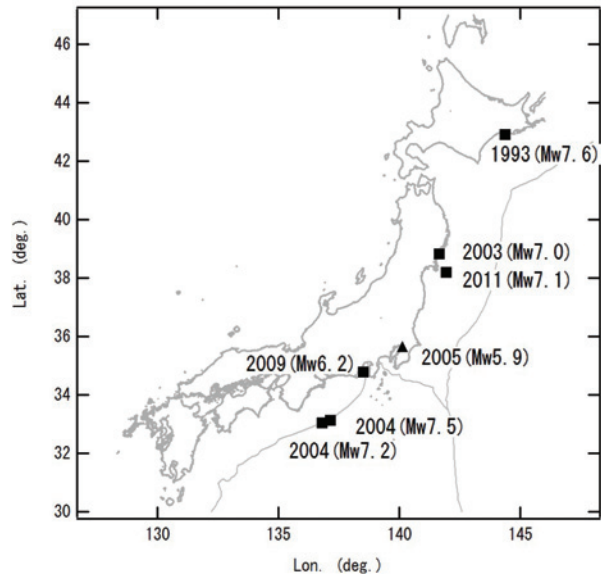 46
44
42
40
38
36
34
32
30
Lat. (deg.)
1993(Mw7.6)
2003(Mw7.0)
2011(Mw7.1)
2009(Mw6.2)
2005(Mw5.9)
2004(Mw7.5)
2004(Mw7.2)
130
135
140
145
Lon. (deg.)